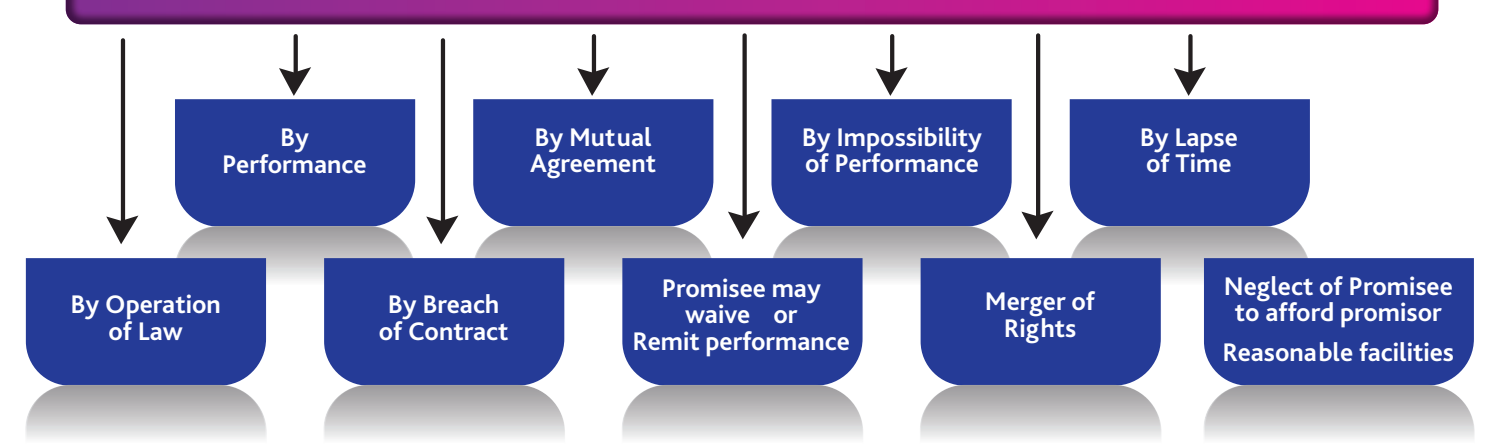 By
Performance
By Mutual
Agreement
By Impossibility
of Performance
By Lapse
of Time
By Operation
of Law
By Breach
of Contract
Promisee may
waive or
Remit performance
Merger of
Rights
Neglect of Promisee
to afford promisor
Reasonable facilities